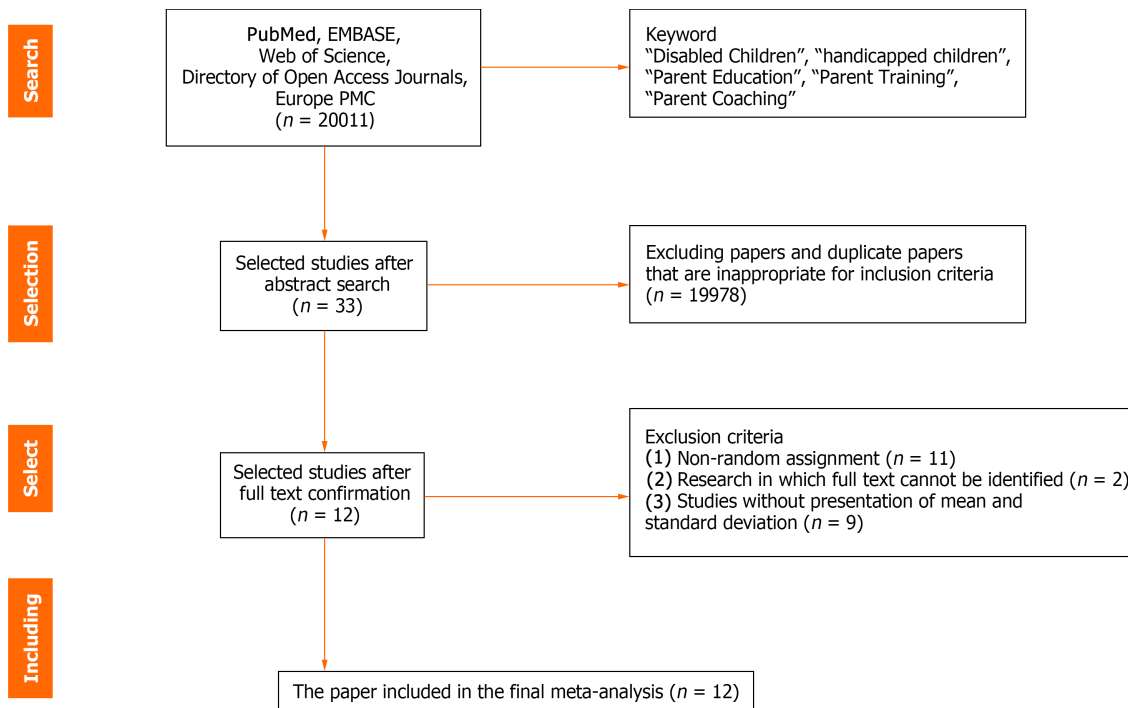 Search
PubMed, EMBASE,
Web of Science,
Directory of Open Access Journals,
Europe PMC
(n = 20011)
Keyword
“Disabled Children”, “handicapped children”,
“Parent Education”, “Parent Training”,
“Parent Coaching”
Selection
Selected studies after
abstract search
(n = 33)
Excluding papers and duplicate papers
that are inappropriate for inclusion criteria
(n = 19978)
Select
Selected studies after
full text confirmation
(n = 12)
Exclusion criteria
(1) Non-random assignment (n = 11)
(2) Research in which full text cannot be identified (n = 2)
(3) Studies without presentation of mean and
standard deviation (n = 9)
Including
The paper included in the final meta-analysis (n = 12)